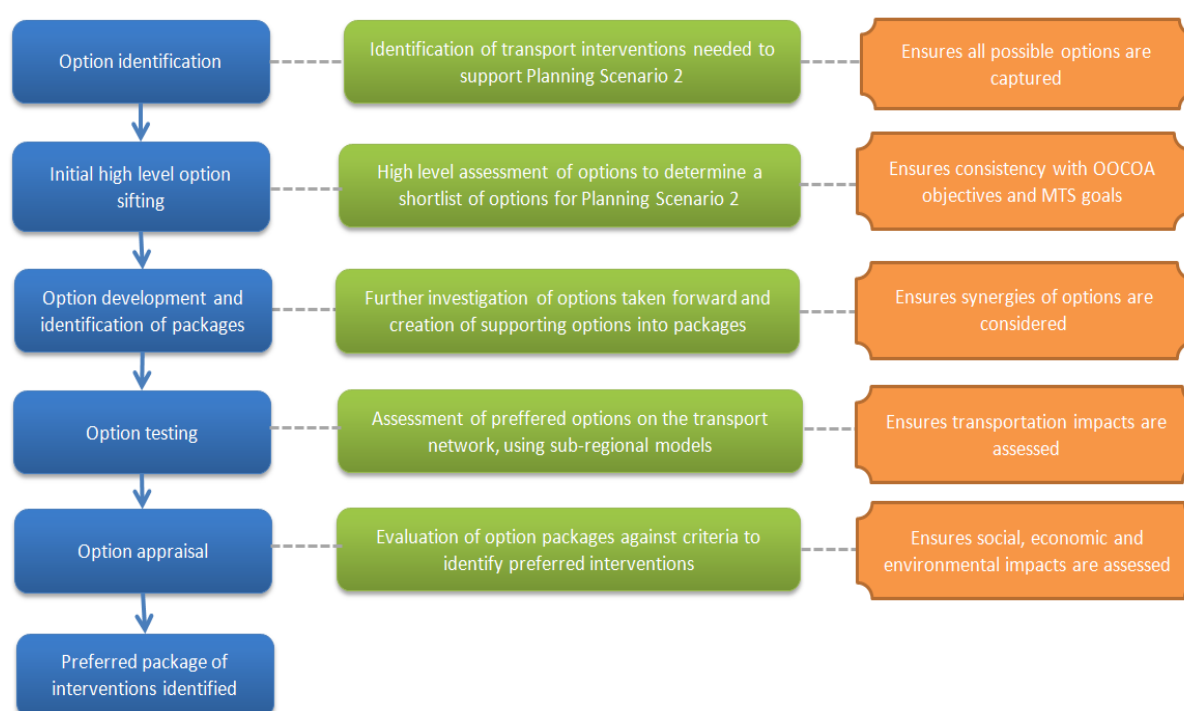 Option identification
Identification of transport interventions needed to
support Planning Scenario 2
Ensures all possible options are
captured
Initial high level option
sifting
High level assessment of options to determine a
shortlist of options for Planning Scenario 2
Ensures consistency with OOCOA
objectives and MTS goals
Option development and
identification of packages
Further investigation of options taken forward and
creation of supporting options into packages
Ensures synergies of options are
considered
Option testing
Assessment of preffered options on the transport
network, using sub-regional models
Ensures transportation impacts are
assessed
Option appraisal
Evaluation of option packages against criteria to
identify preferred interventions
Ensures social, economic and
environmental impacts are assessed
Preferred package of
interventions identified